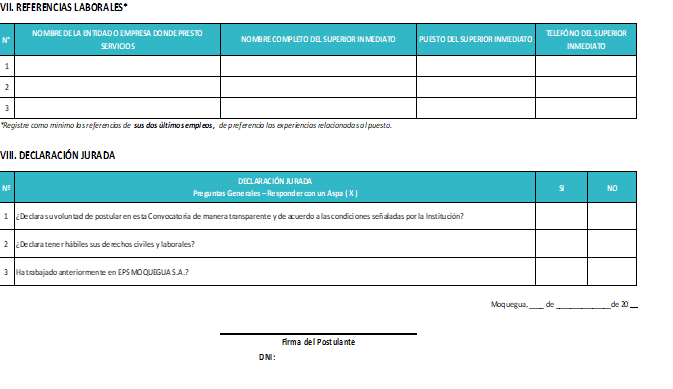 VII. REFERENCIAS LABORALES*
N° NOMBRE DE LA ENTIDAD O EMPRESA DONDE PRESTO SERVICIOS NOMBRE COMPLETO DEL SUPERIOR INMEDIATO PUESTO DEL SUPERIOR INMEDIATO TELEFÓNO DEL SUPERIOR INMEDIATO
1
2
3
*Registre como mínimo las referencias de sus dos últimos empleos, de preferencia las experiencias relacionadas al puesto.
VIII. DECLARACIÓN JURADA
Nº DECLARACIÓN JURADA SI NO
Preguntas Generales – Responder con un Aspa ( X )
1 ¿Declara su voluntad de postular en esta Convocatoria de manera transparente y de acuerdo a las condiciones señaladas por la Institución?
2 ¿Declara tener hábiles sus derechos civiles y laborales?
3 Ha trabajado anteriormente en EPS MOQUEGUA S.A.?
Moquegua, ____ de ______________ de 20 __
Firma del Postulante
DNI: